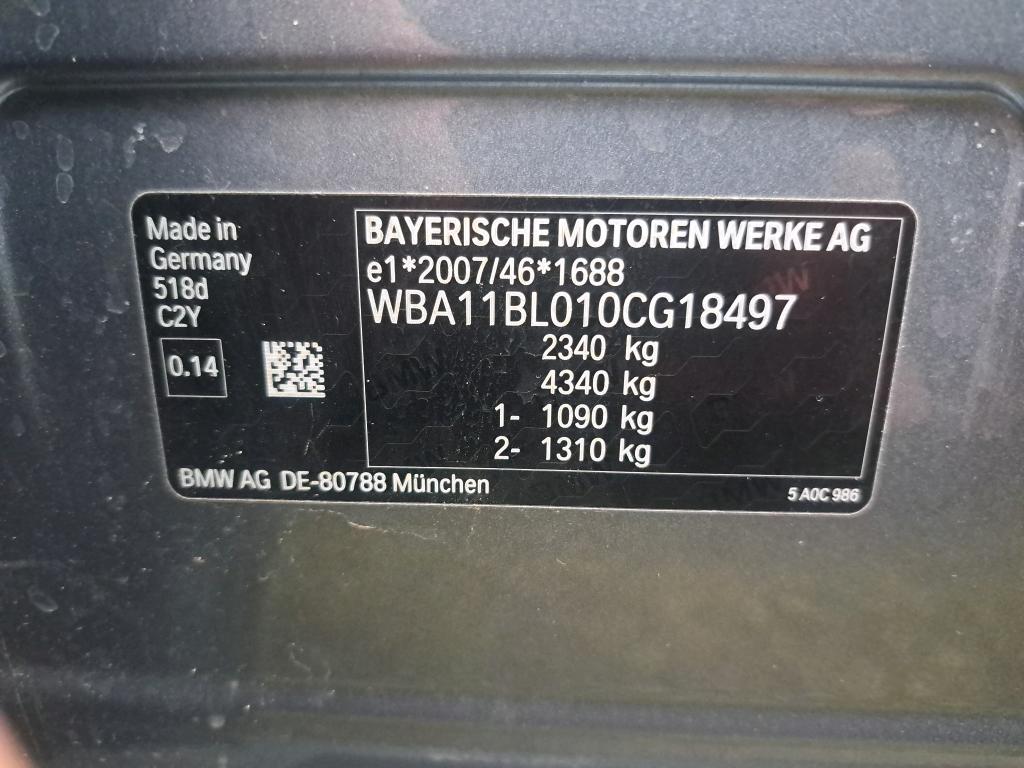 Made in
Germany
518d
C2Y
0.14
BAYERISCHE MOTOREN WERKE AG
e1*2007/46*1688
WBA11BL010CG18497
2340 kg
4340 kg
1- 1090 kg
2- 1310 kg
BMW AG DE-80788 München
5 A0C 986